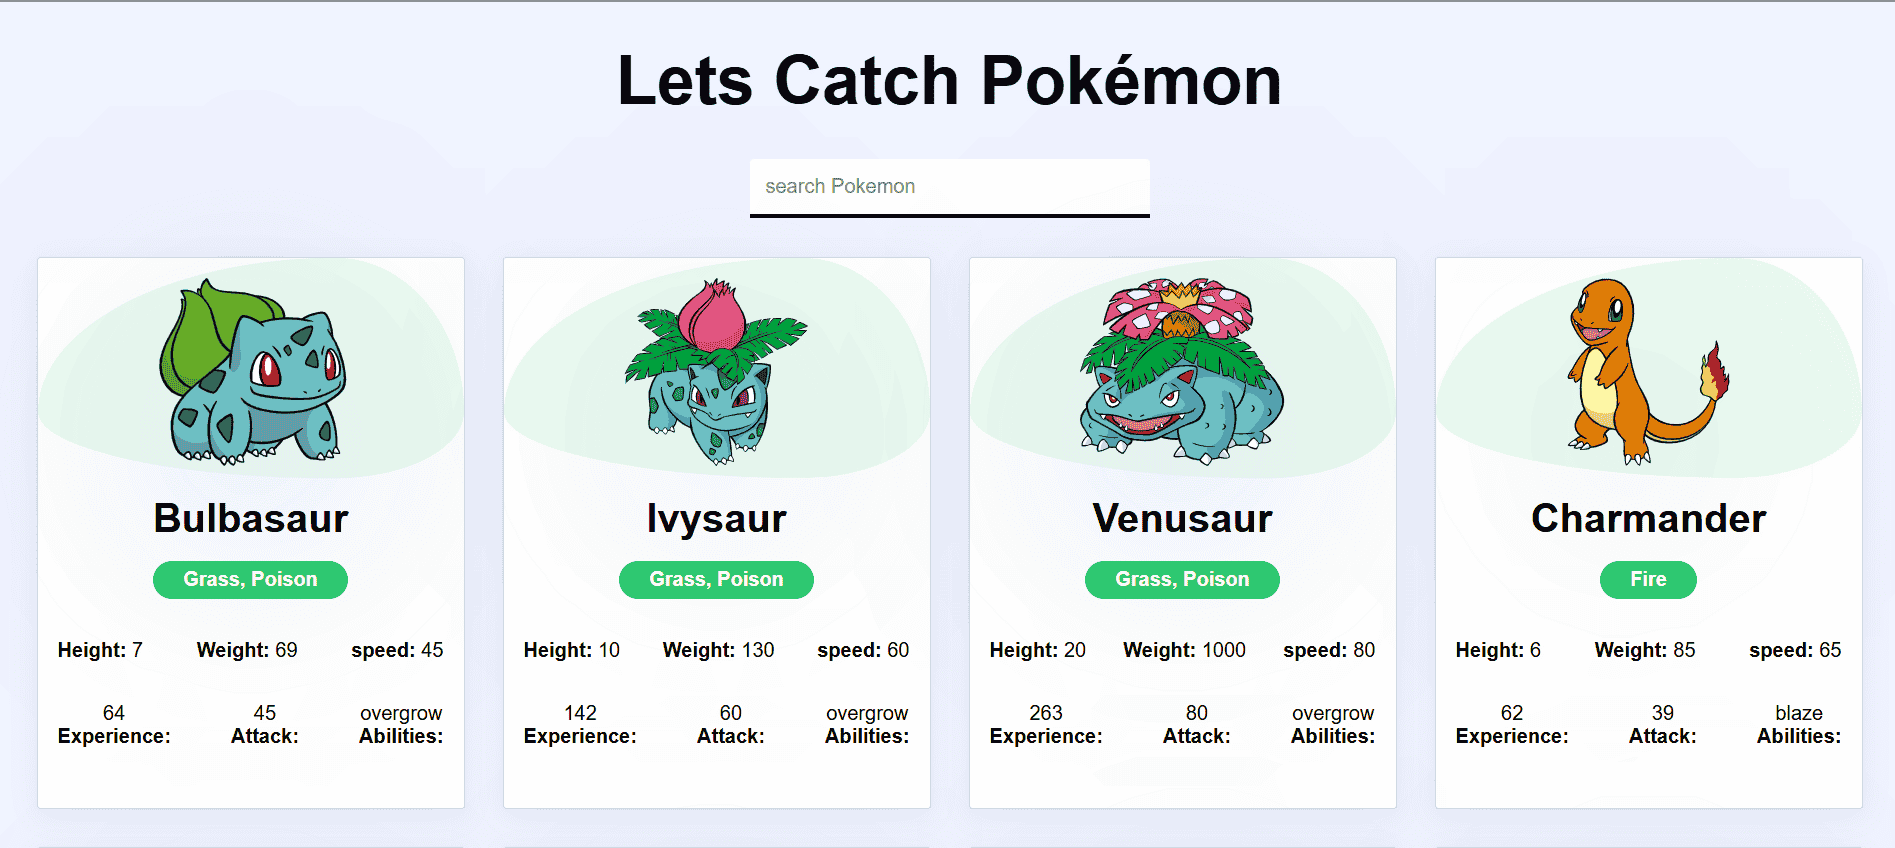 Lets Catch Pokémon
search Pokemon
Bulbasaur
Grass, Poison
Height: 7 Weight: 69 speed: 45
64 45 overgrow
Experience: Attack: Abilities:
Ivysaur
Grass, Poison
Height: 10 Weight: 130 speed: 60
142 60 overgrow
Experience: Attack: Abilities:
Venusaur
Grass, Poison
Height: 20 Weight: 1000 speed: 80
263 80 overgrow
Experience: Attack: Abilities:
Charmander
Fire
Height: 6 Weight: 85 speed: 65
62 39 blaze
Experience: Attack: Abilities: